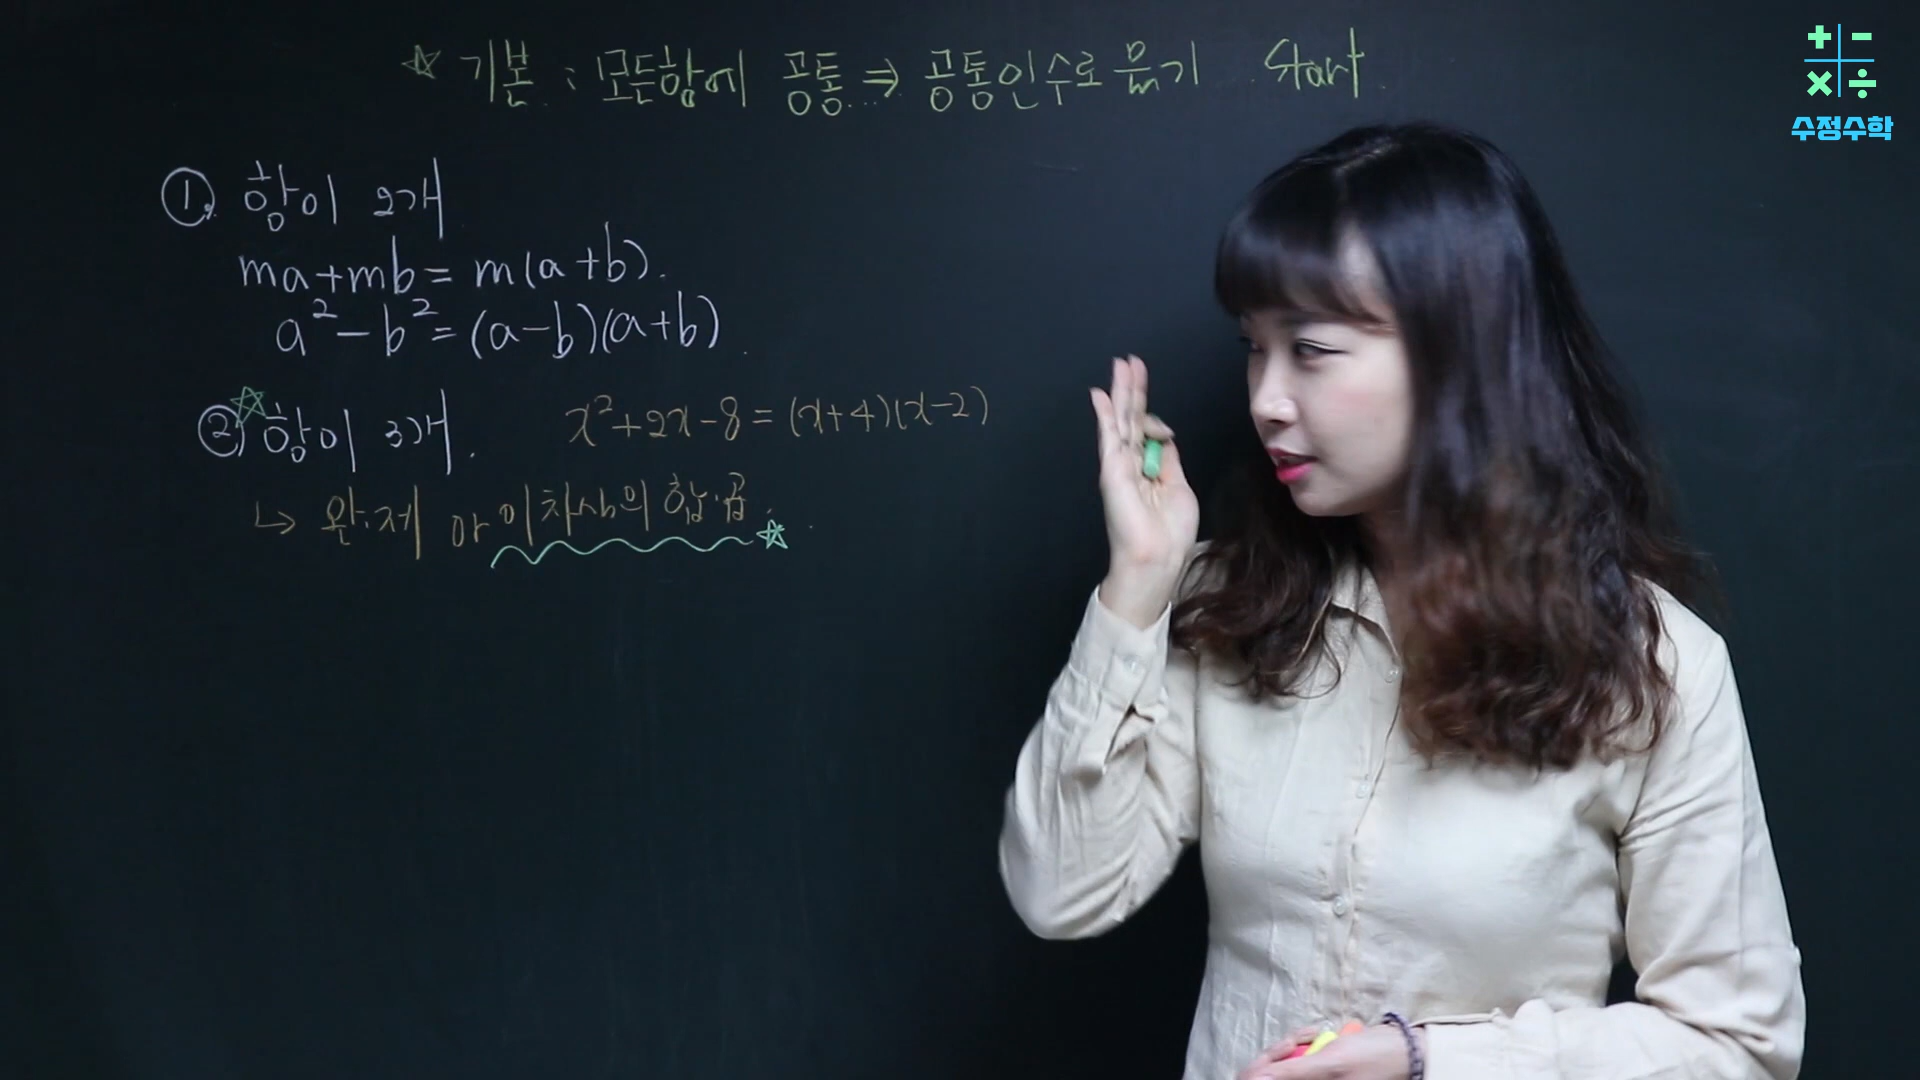 ☆ 기본 : 모든항에 공통 ⇒ 공통인수로 묶기 Start
① 항이 2개
ma+mb = m(a+b).
a²-b² = (a-b)(a+b)
② ☆ 항이 3개.
x²+2x-8 = (x+4)(x-2)
↳ 완.제 or 이차식의 합.곱 ☆
수정수학